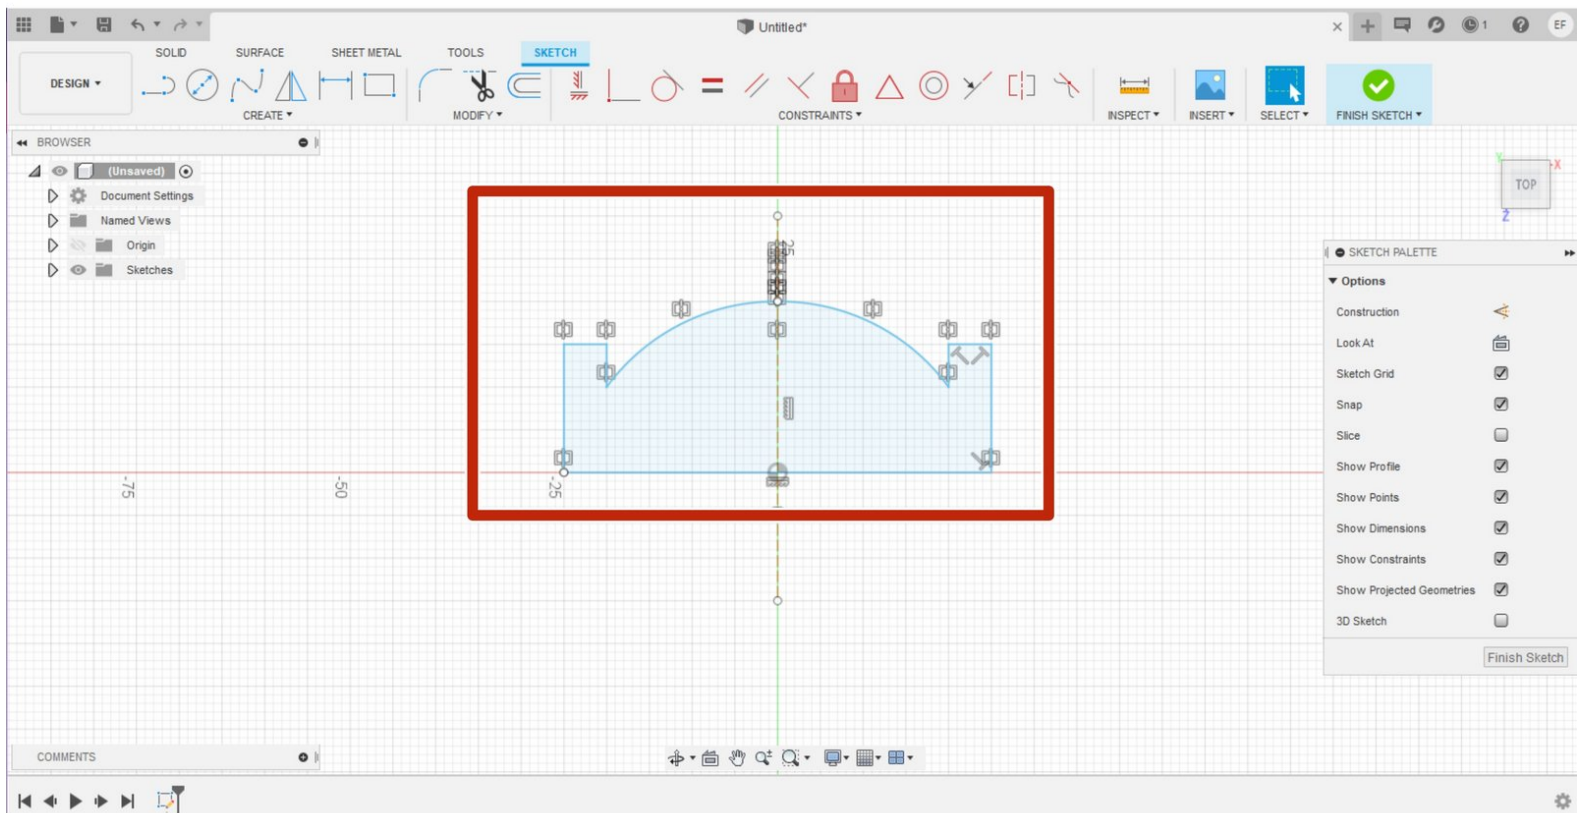 Untitled*
1
EF
SOLID SURFACE SHEET METAL TOOLS SKETCH
DESIGN
CREATE MODIFY CONSTRAINTS INSPECT INSERT SELECT FINISH SKETCH
BROWSER
(Unsaved)
Document Settings
Named Views
Origin
Sketches
Y
X
TOP
Z
25
-75
-50
-25
SKETCH PALETTE
Options
Construction
Look At
Sketch Grid
Snap
Slice
Show Profile
Show Points
Show Dimensions
Show Constraints
Show Projected Geometries
3D Sketch
Finish Sketch
COMMENTS